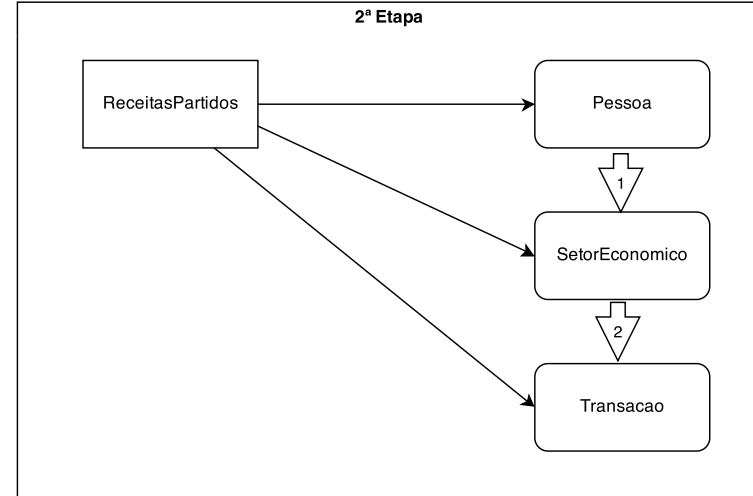 2ª Etapa
ReceitasPartidos
Pessoa
1
SetorEconomico
2
Transacao